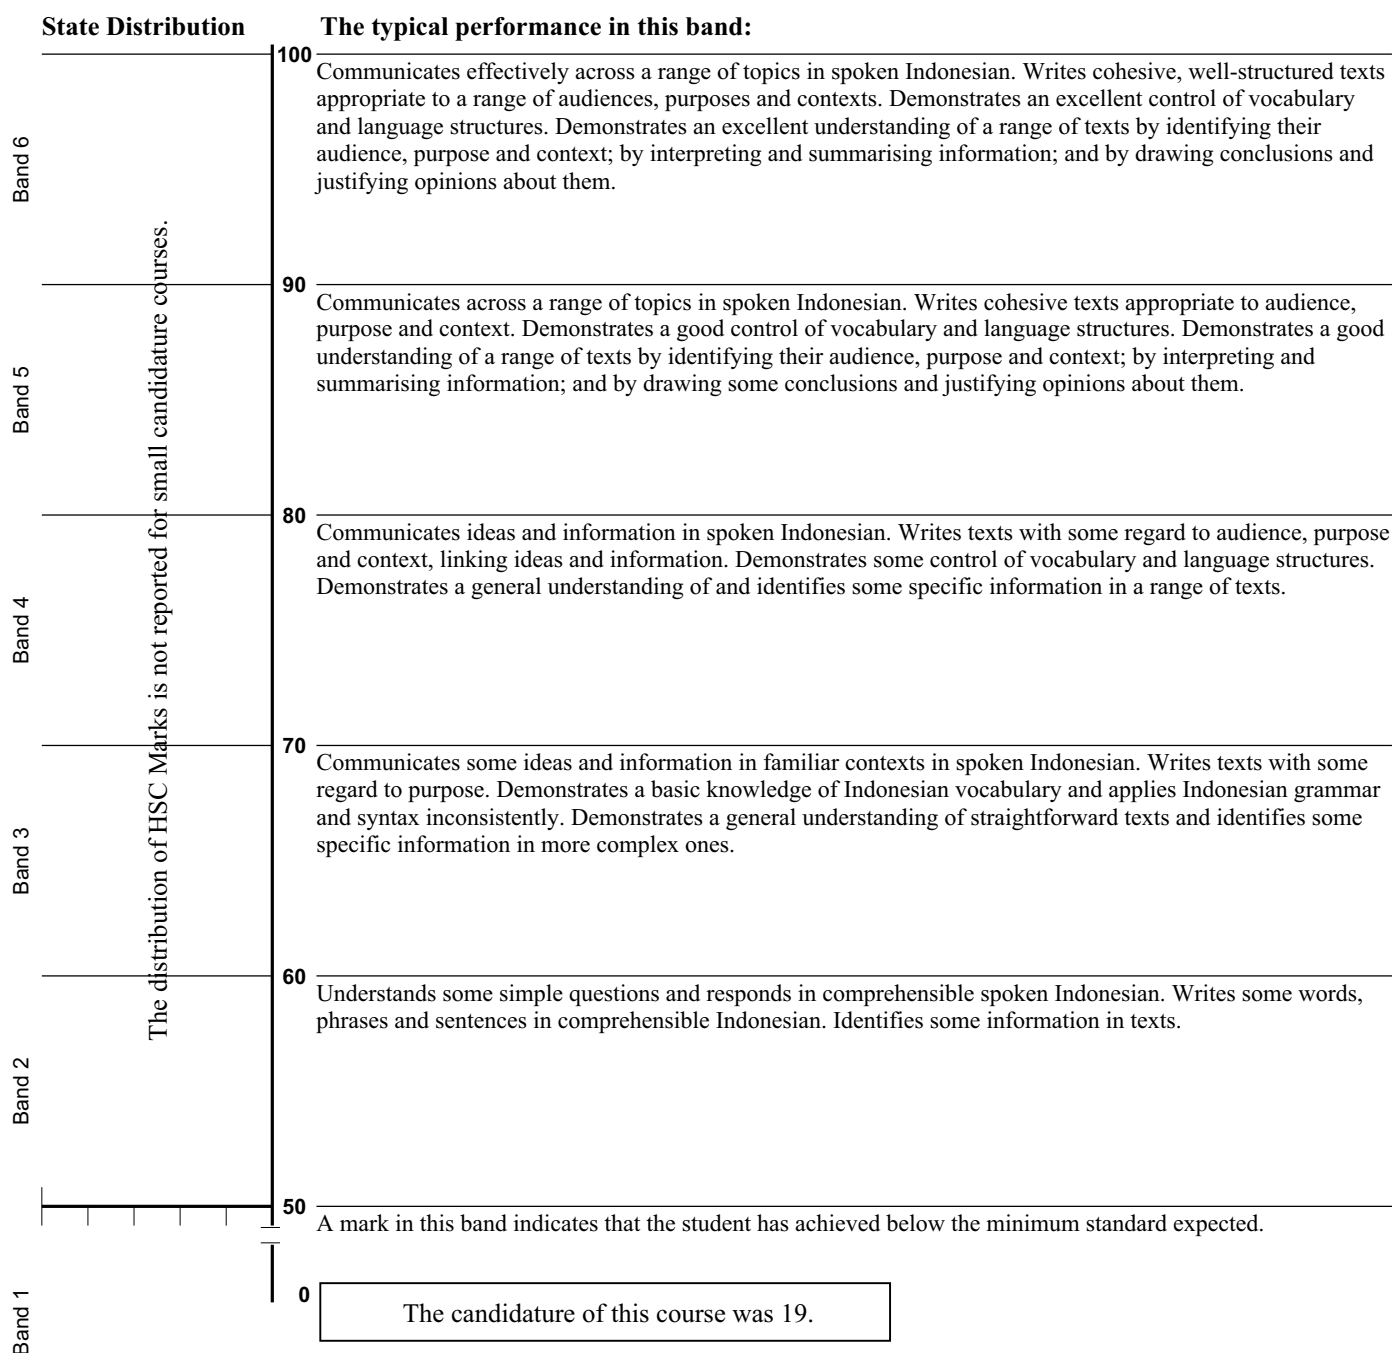 State Distribution
The typical performance in this band:
100
Communicates effectively across a range of topics in spoken Indonesian. Writes cohesive, well-structured texts
appropriate to a range of audiences, purposes and contexts. Demonstrates an excellent control of vocabulary
and language structures. Demonstrates an excellent understanding of a range of texts by identifying their
audience, purpose and context; by interpreting and summarising information; and by drawing conclusions and
justifying opinions about them.
Band 6
90
Communicates across a range of topics in spoken Indonesian. Writes cohesive texts appropriate to audience,
purpose and context. Demonstrates a good control of vocabulary and language structures. Demonstrates a good
understanding of a range of texts by identifying their audience, purpose and context; by interpreting and
summarising information; and by drawing some conclusions and justifying opinions about them.
Band 5
80
Communicates ideas and information in spoken Indonesian. Writes texts with some regard to audience, purpose
and context, linking ideas and information. Demonstrates some control of vocabulary and language structures.
Demonstrates a general understanding of and identifies some specific information in a range of texts.
Band 4
The distribution of HSC Marks is not reported for small candidature courses.
70
Communicates some ideas and information in familiar contexts in spoken Indonesian. Writes texts with some
regard to purpose. Demonstrates a basic knowledge of Indonesian vocabulary and applies Indonesian grammar
and syntax inconsistently. Demonstrates a general understanding of straightforward texts and identifies some
specific information in more complex ones.
Band 3
60
Understands some simple questions and responds in comprehensible spoken Indonesian. Writes some words,
phrases and sentences in comprehensible Indonesian. Identifies some information in texts.
Band 2
50
A mark in this band indicates that the student has achieved below the minimum standard expected.
0
Band 1
The candidature of this course was 19.